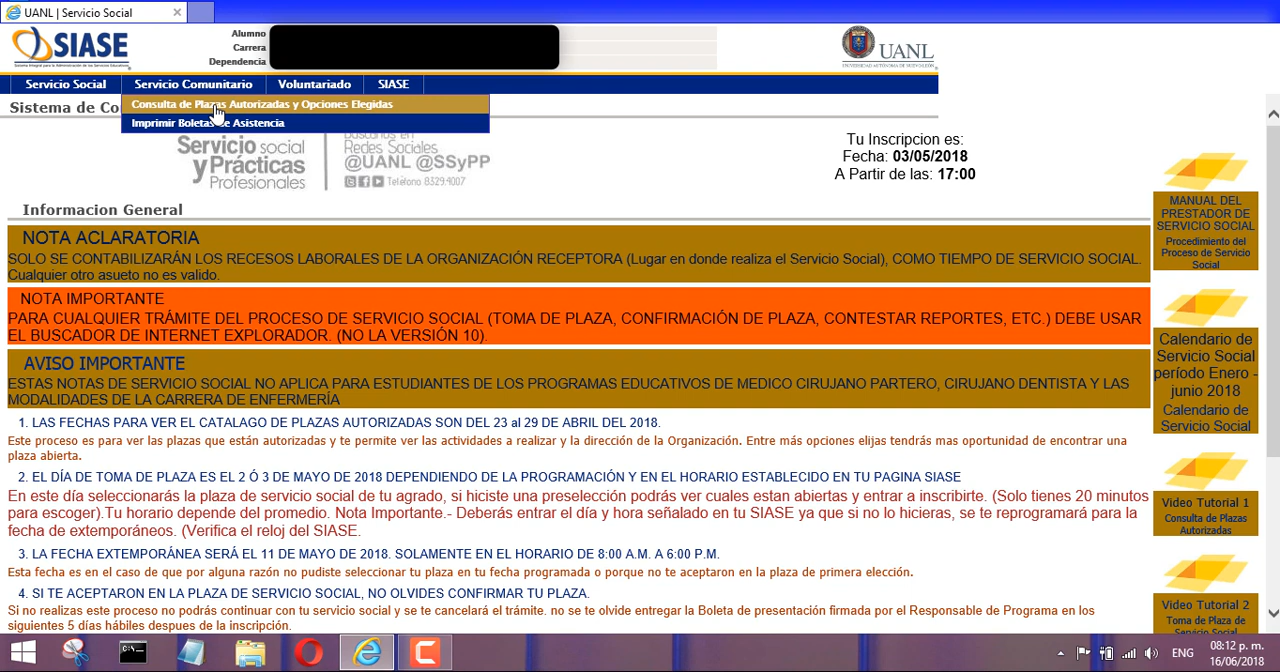 UANL | Servicio Social
SIASE
Alumno
Carrera
Dependencia
UANL
Servicio Social Servicio Comunitario Voluntariado SIASE
Consulta de Plazas Autorizadas y Opciones Elegidas
Imprimir Boletas de Asistencia
Sistema de Co
Servicio social
y Prácticas
Profesionales
Buscanos en
Redes Sociales
@UANL @SSyPP
Teléfono 8329.4007
Tu Inscripcion es:
Fecha: 03/05/2018
A Partir de las: 17:00
Informacion General
NOTA ACLARATORIA
SOLO SE CONTABILIZARÁN LOS RECESOS LABORALES DE LA ORGANIZACIÓN RECEPTORA (Lugar en donde realiza el Servicio Social), COMO TIEMPO DE SERVICIO SOCIAL.
Cualquier otro asueto no es valido.
NOTA IMPORTANTE
PARA CUALQUIER TRÁMITE DEL PROCESO DE SERVICIO SOCIAL (TOMA DE PLAZA, CONFIRMACIÓN DE PLAZA, CONTESTAR REPORTES, ETC.) DEBE USAR
EL BUSCADOR DE INTERNET EXPLORADOR. (NO LA VERSIÓN 10).
AVISO IMPORTANTE
ESTAS NOTAS DE SERVICIO SOCIAL NO APLICA PARA ESTUDIANTES DE LOS PROGRAMAS EDUCATIVOS DE MEDICO CIRUJANO PARTERO, CIRUJANO DENTISTA Y LAS
MODALIDADES DE LA CARRERA DE ENFERMERÍA
1. LAS FECHAS PARA VER EL CATALAGO DE PLAZAS AUTORIZADAS SON DEL 23 al 29 DE ABRIL DEL 2018.
Este proceso es para ver las plazas que están autorizadas y te permite ver las actividades a realizar y la dirección de la Organización. Entre más opciones elijas tendrás mas oportunidad de encontrar una
plaza abierta.
2. EL DÍA DE TOMA DE PLAZA ES EL 2 Ó 3 DE MAYO DE 2018 DEPENDIENDO DE LA PROGRAMACIÓN Y EN EL HORARIO ESTABLECIDO EN TU PAGINA SIASE
En este día seleccionarás la plaza de servicio social de tu agrado, si hiciste una preselección podrás ver cuales estan abiertas y entrar a inscribirte. (Solo tienes 20 minutos
para escoger).Tu horario depende del promedio. Nota Importante.- Deberás entrar el día y hora señalado en tu SIASE ya que si no lo hicieras, se te reprogramará para la
fecha de extemporáneos. (Verifica el reloj del SIASE.
3. LA FECHA EXTEMPORÁNEA SERÁ EL 11 DE MAYO DE 2018. SOLAMENTE EN EL HORARIO DE 8:00 A.M. A 6:00 P.M.
Esta fecha es en el caso de que por alguna razón no pudiste seleccionar tu plaza en tu fecha programada o porque no te aceptaron en la plaza de primera elección.
4. SI TE ACEPTARON EN LA PLAZA DE SERVICIO SOCIAL, NO OLVIDES CONFIRMAR TU PLAZA.
Si no realizas este proceso no podrás continuar con tu servicio social y se te cancelará el trámite. no se te olvide entregar la Boleta de presentación firmada por el Responsable de Programa en los
siguientes 5 días hábiles despues de la inscripción.
MANUAL DEL
PRESTADOR DE
SERVICIO SOCIAL
Procedimiento del
Proceso de Servicio
Social
Calendario de
Servicio Social
período Enero -
junio 2018
Calendario de
Servicio Social
Video Tutorial 1
Consulta de Plazas
Autorizadas
Video Tutorial 2
Toma de Plaza de
Servicio Social
ENG
08:12 p. m.
16/06/2018